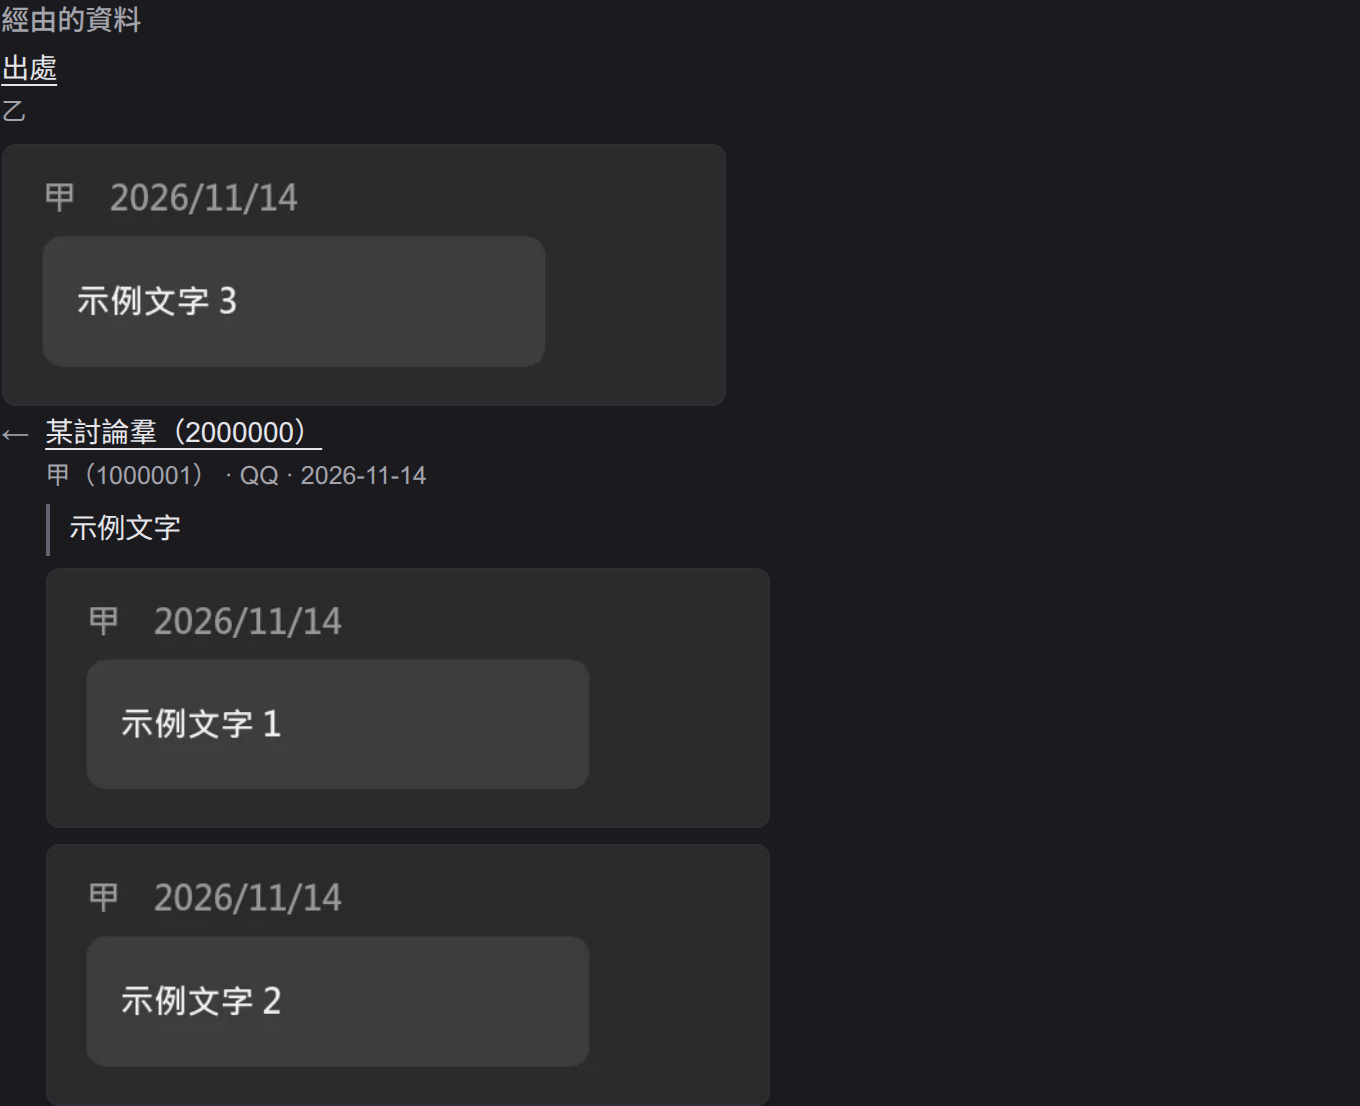 經由的資料
出處
乙
甲 2026/11/14
示例文字 3
← 某討論羣（2000000）
甲（1000001） · QQ · 2026-11-14
示例文字
甲 2026/11/14
示例文字 1
甲 2026/11/14
示例文字 2